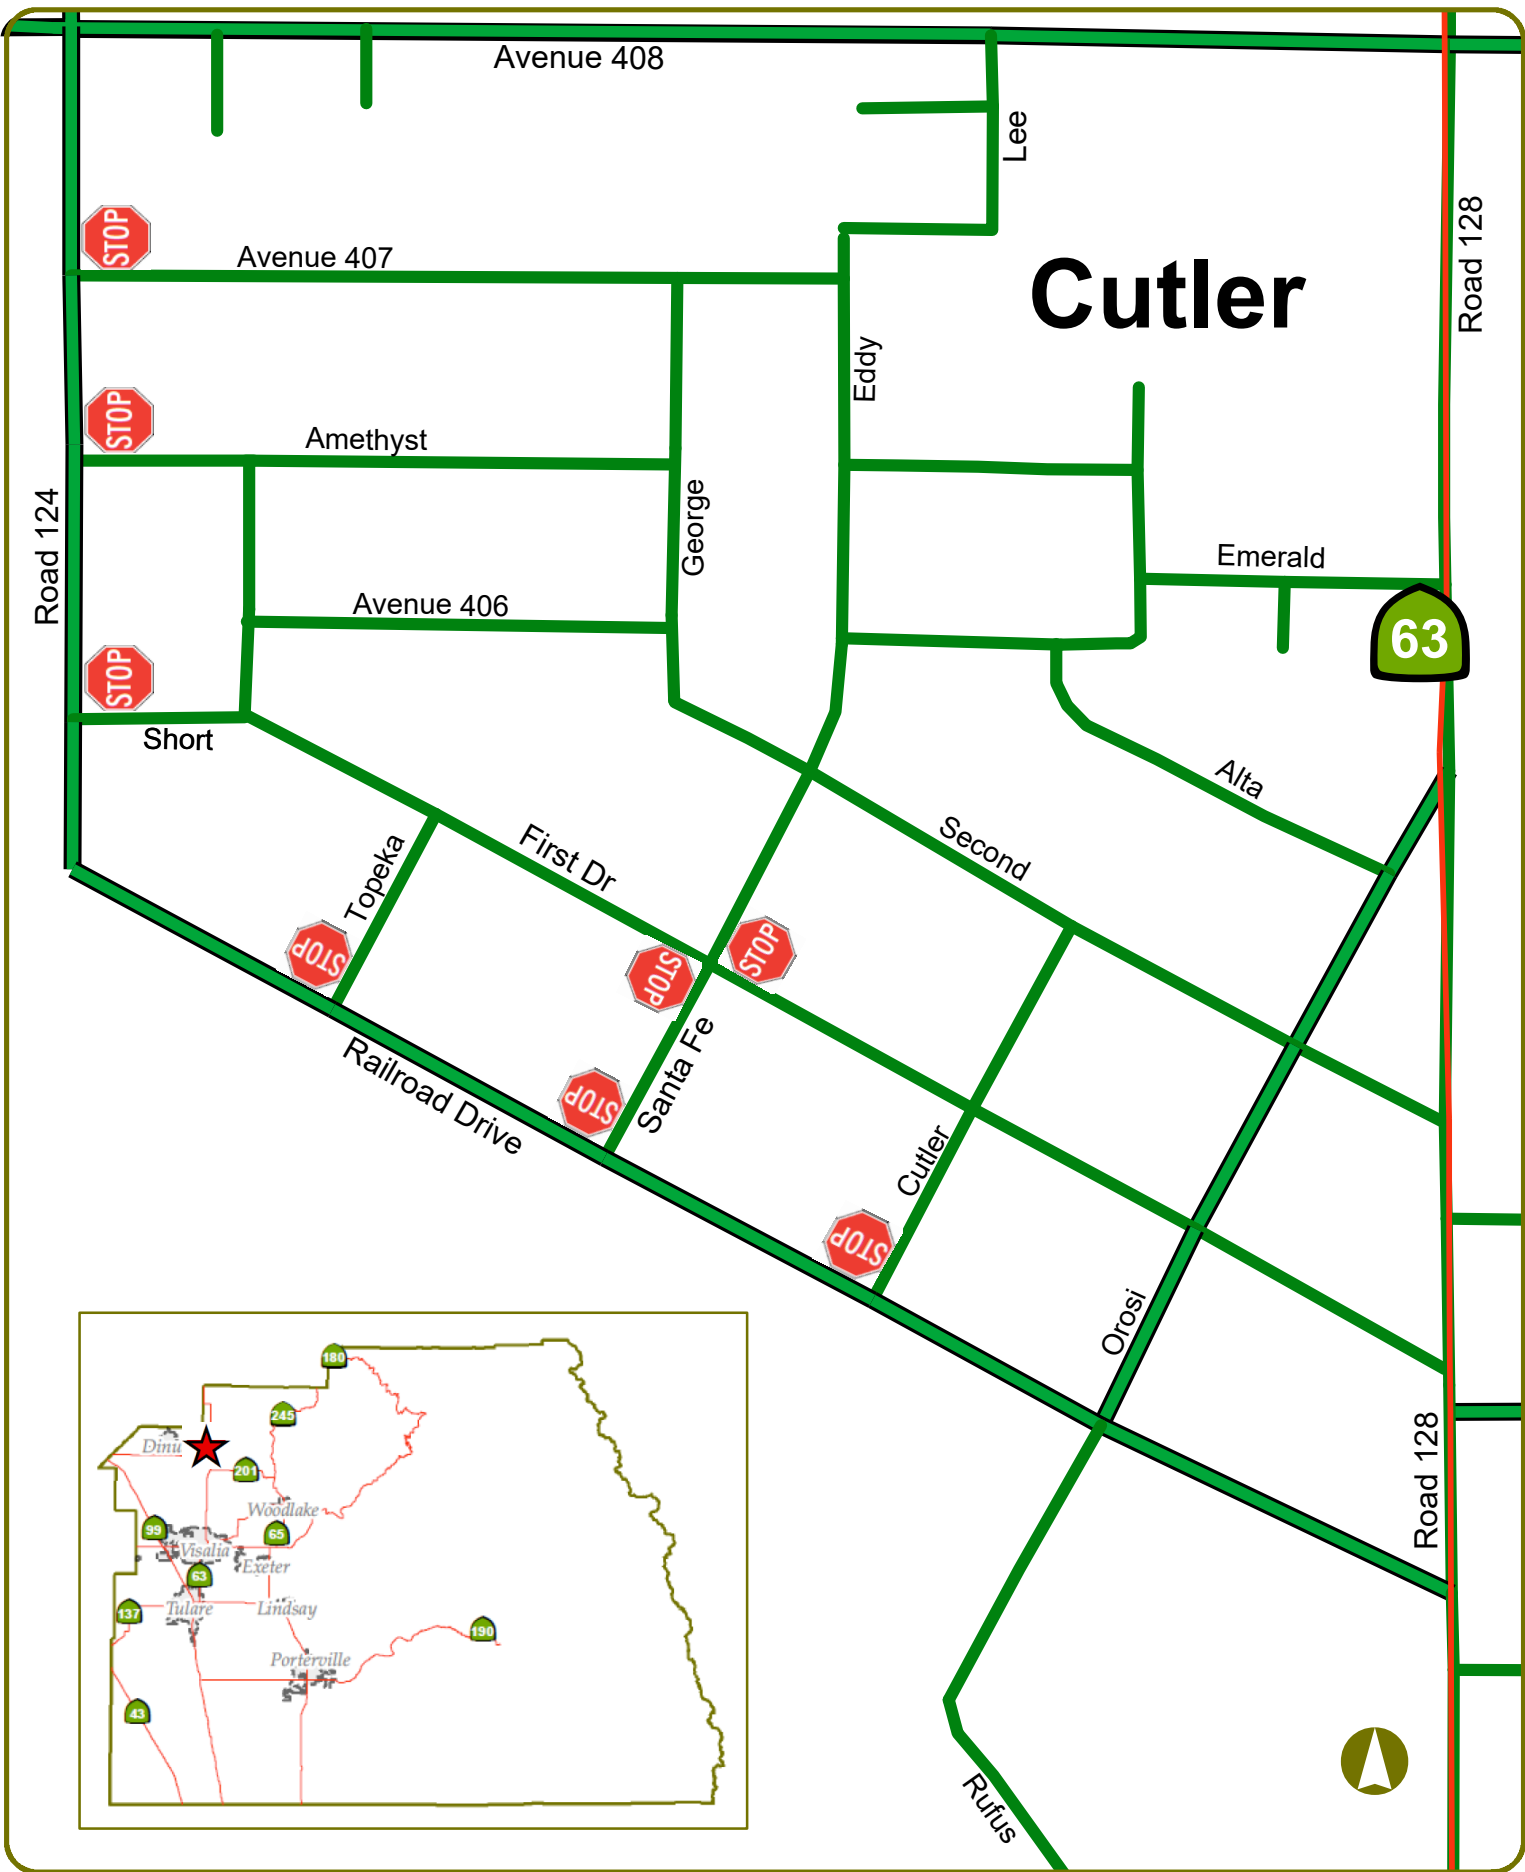 Avenue 408
Lee
Road 128
STOP
Avenue 407
Cutler
Eddy
STOP
Amethyst
George
Road 124
Emerald
Avenue 406
63
STOP
Short
Alta
Second
First Dr
Topeka
STOP
STOP
STOP
Santa Fe
Railroad Drive
STOP
Cutler
STOP
Orosi
Road 128
Rufus
180
245
Dinu
201
Woodlake
99
65
Visalia
Exeter
63
137
Tulare
Lindsay
190
Porterville
43